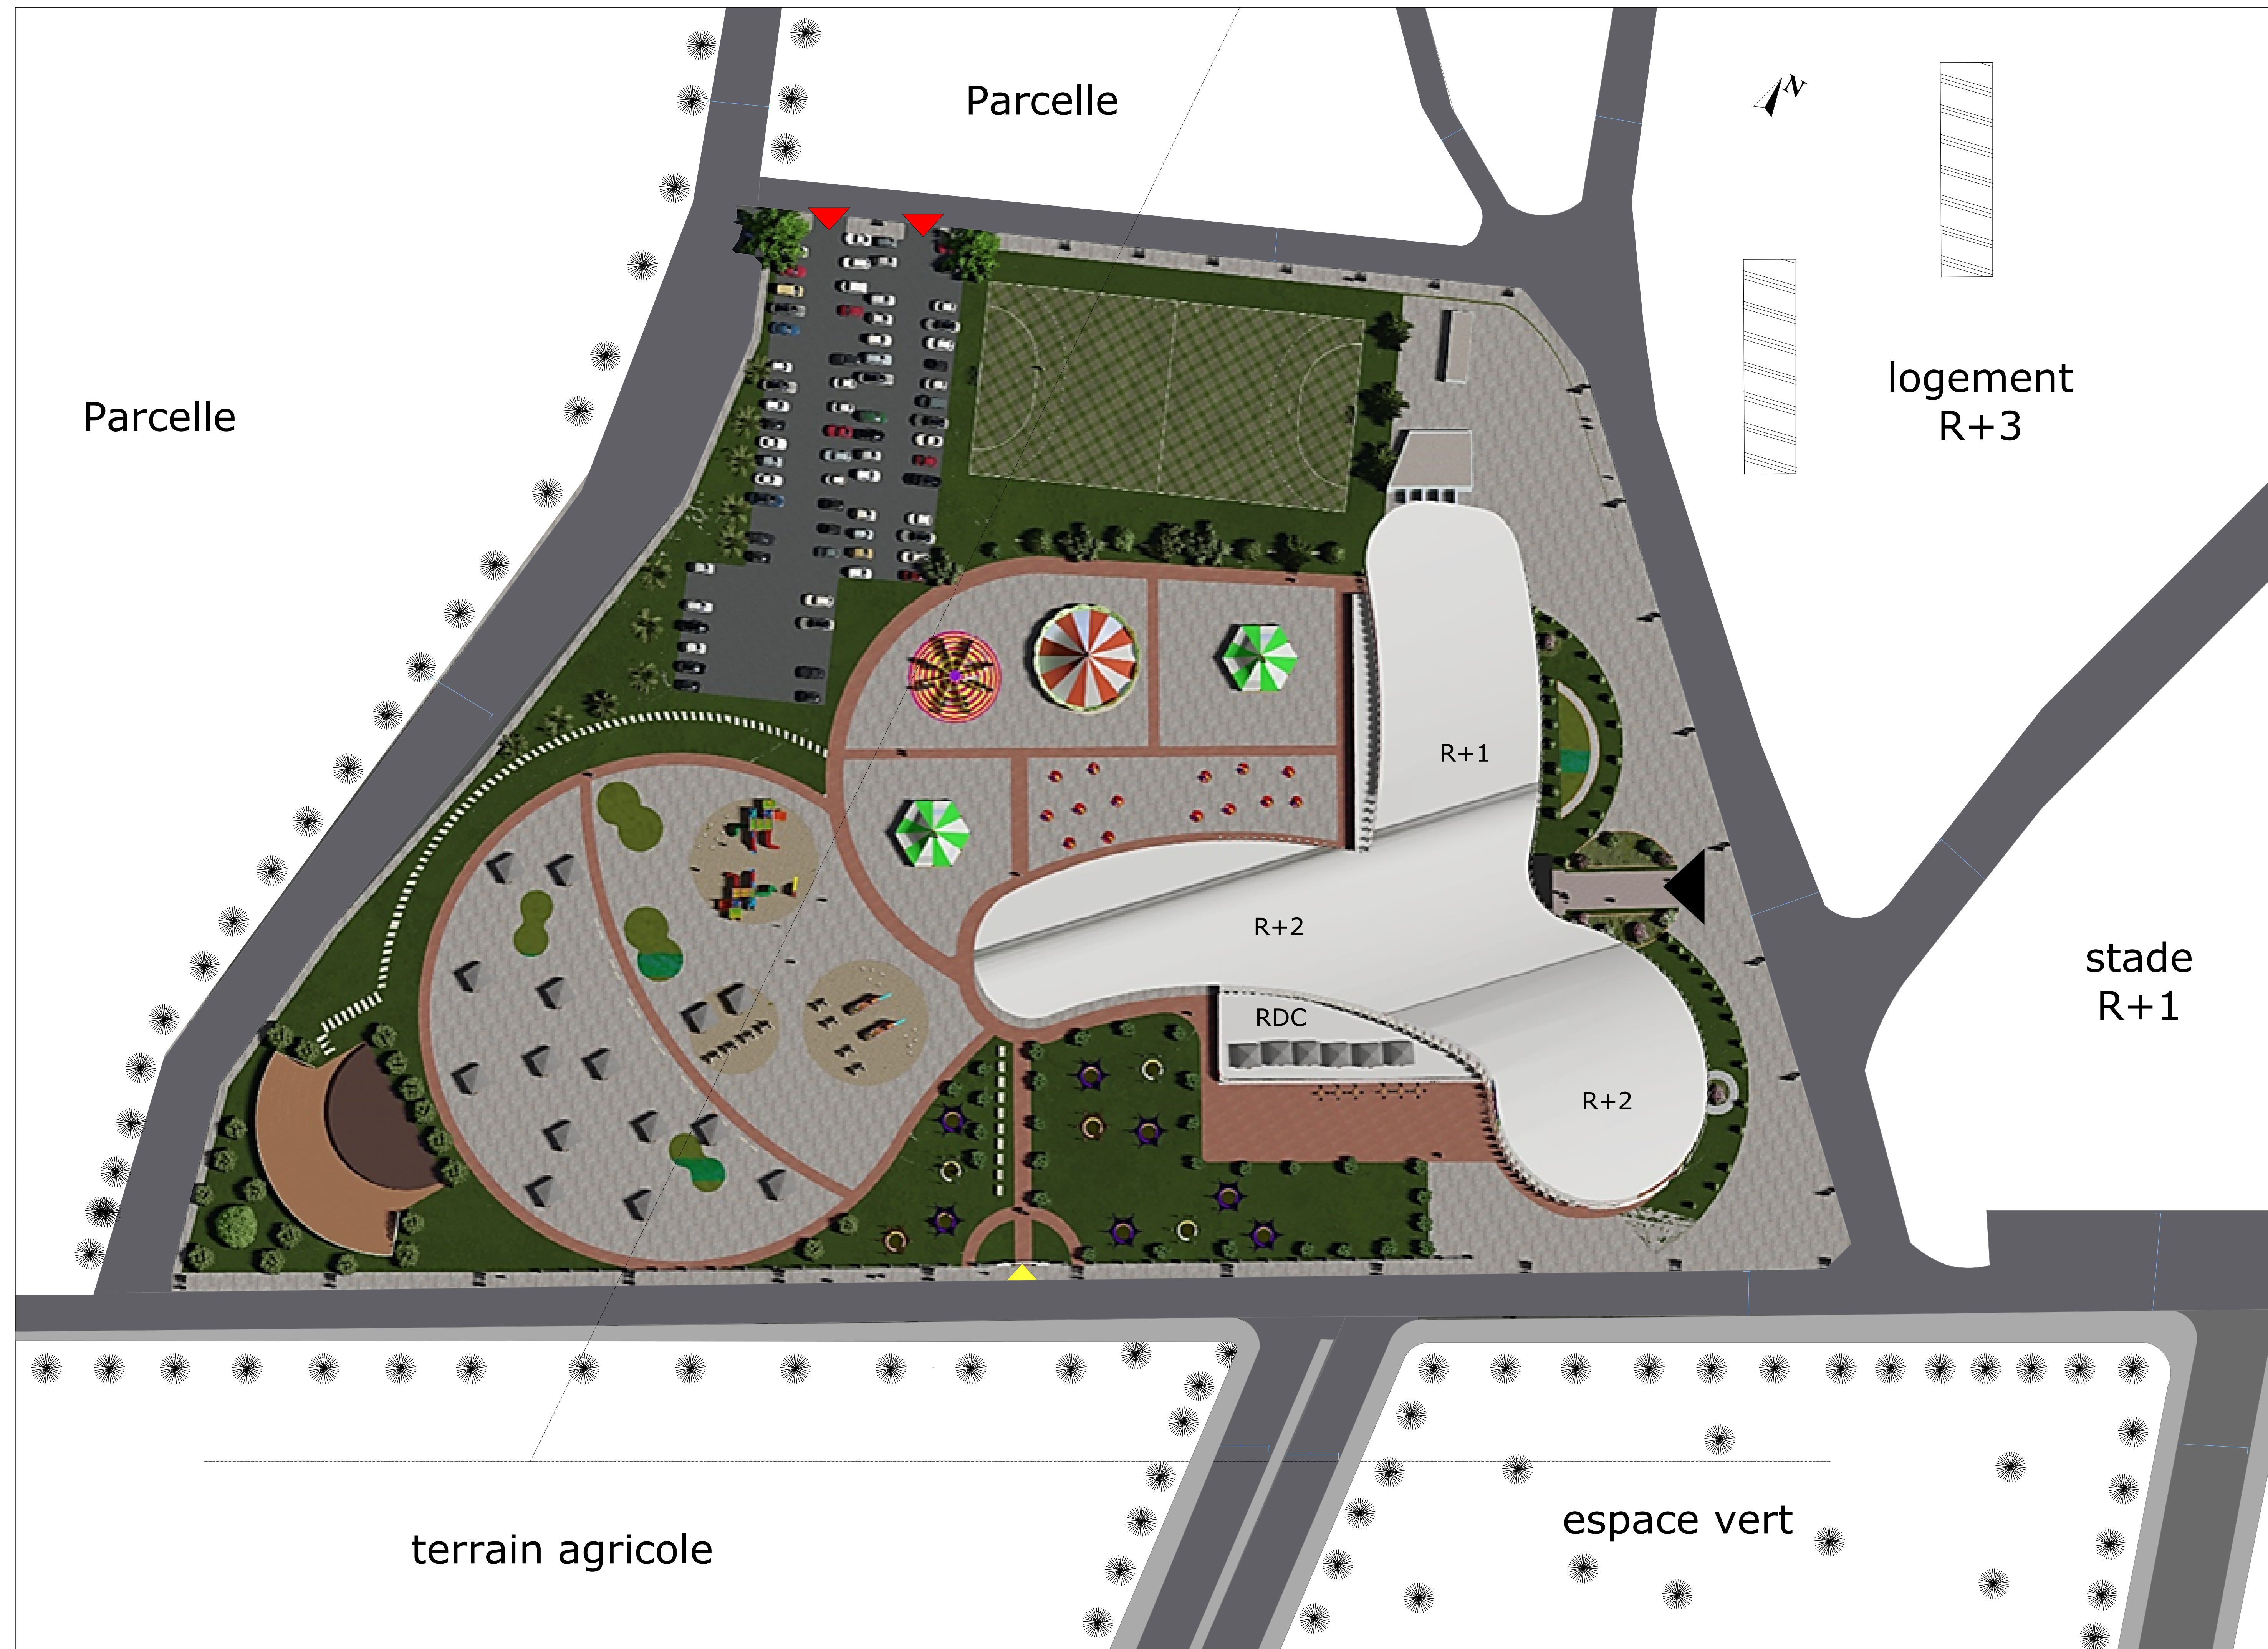 Parcelle
N
logement
R+3
Parcelle
R+1
R+2
stade
R+1
RDC
R+2
espace vert
terrain agricole